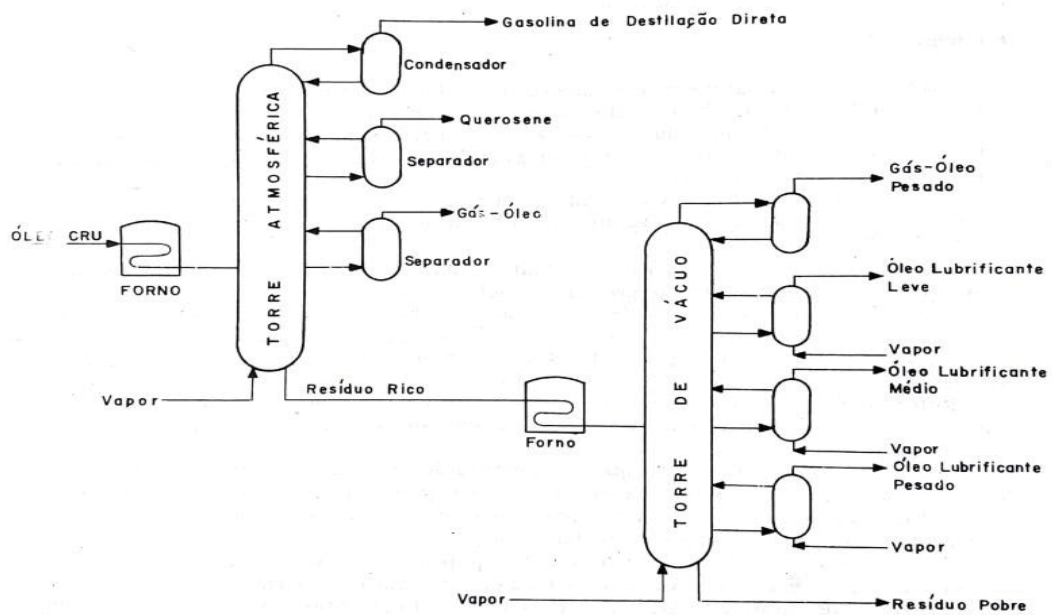 Gasolina de Destilação Direta
Condensador
Querosene
Separador
Gás-Óleo
Separador
TORRE ATMOSFÉRICA
CRU
FORNO
Vapor
Resíduo Rico
Forno
Gás-Óleo
Pesado
Óleo Lubrificante
Leve
Vapor
Óleo Lubrificante
Médio
Vapor
Óleo Lubrificante
Pesado
Vapor
TORRE DE VÁCUO
Vapor
Resíduo Pobre